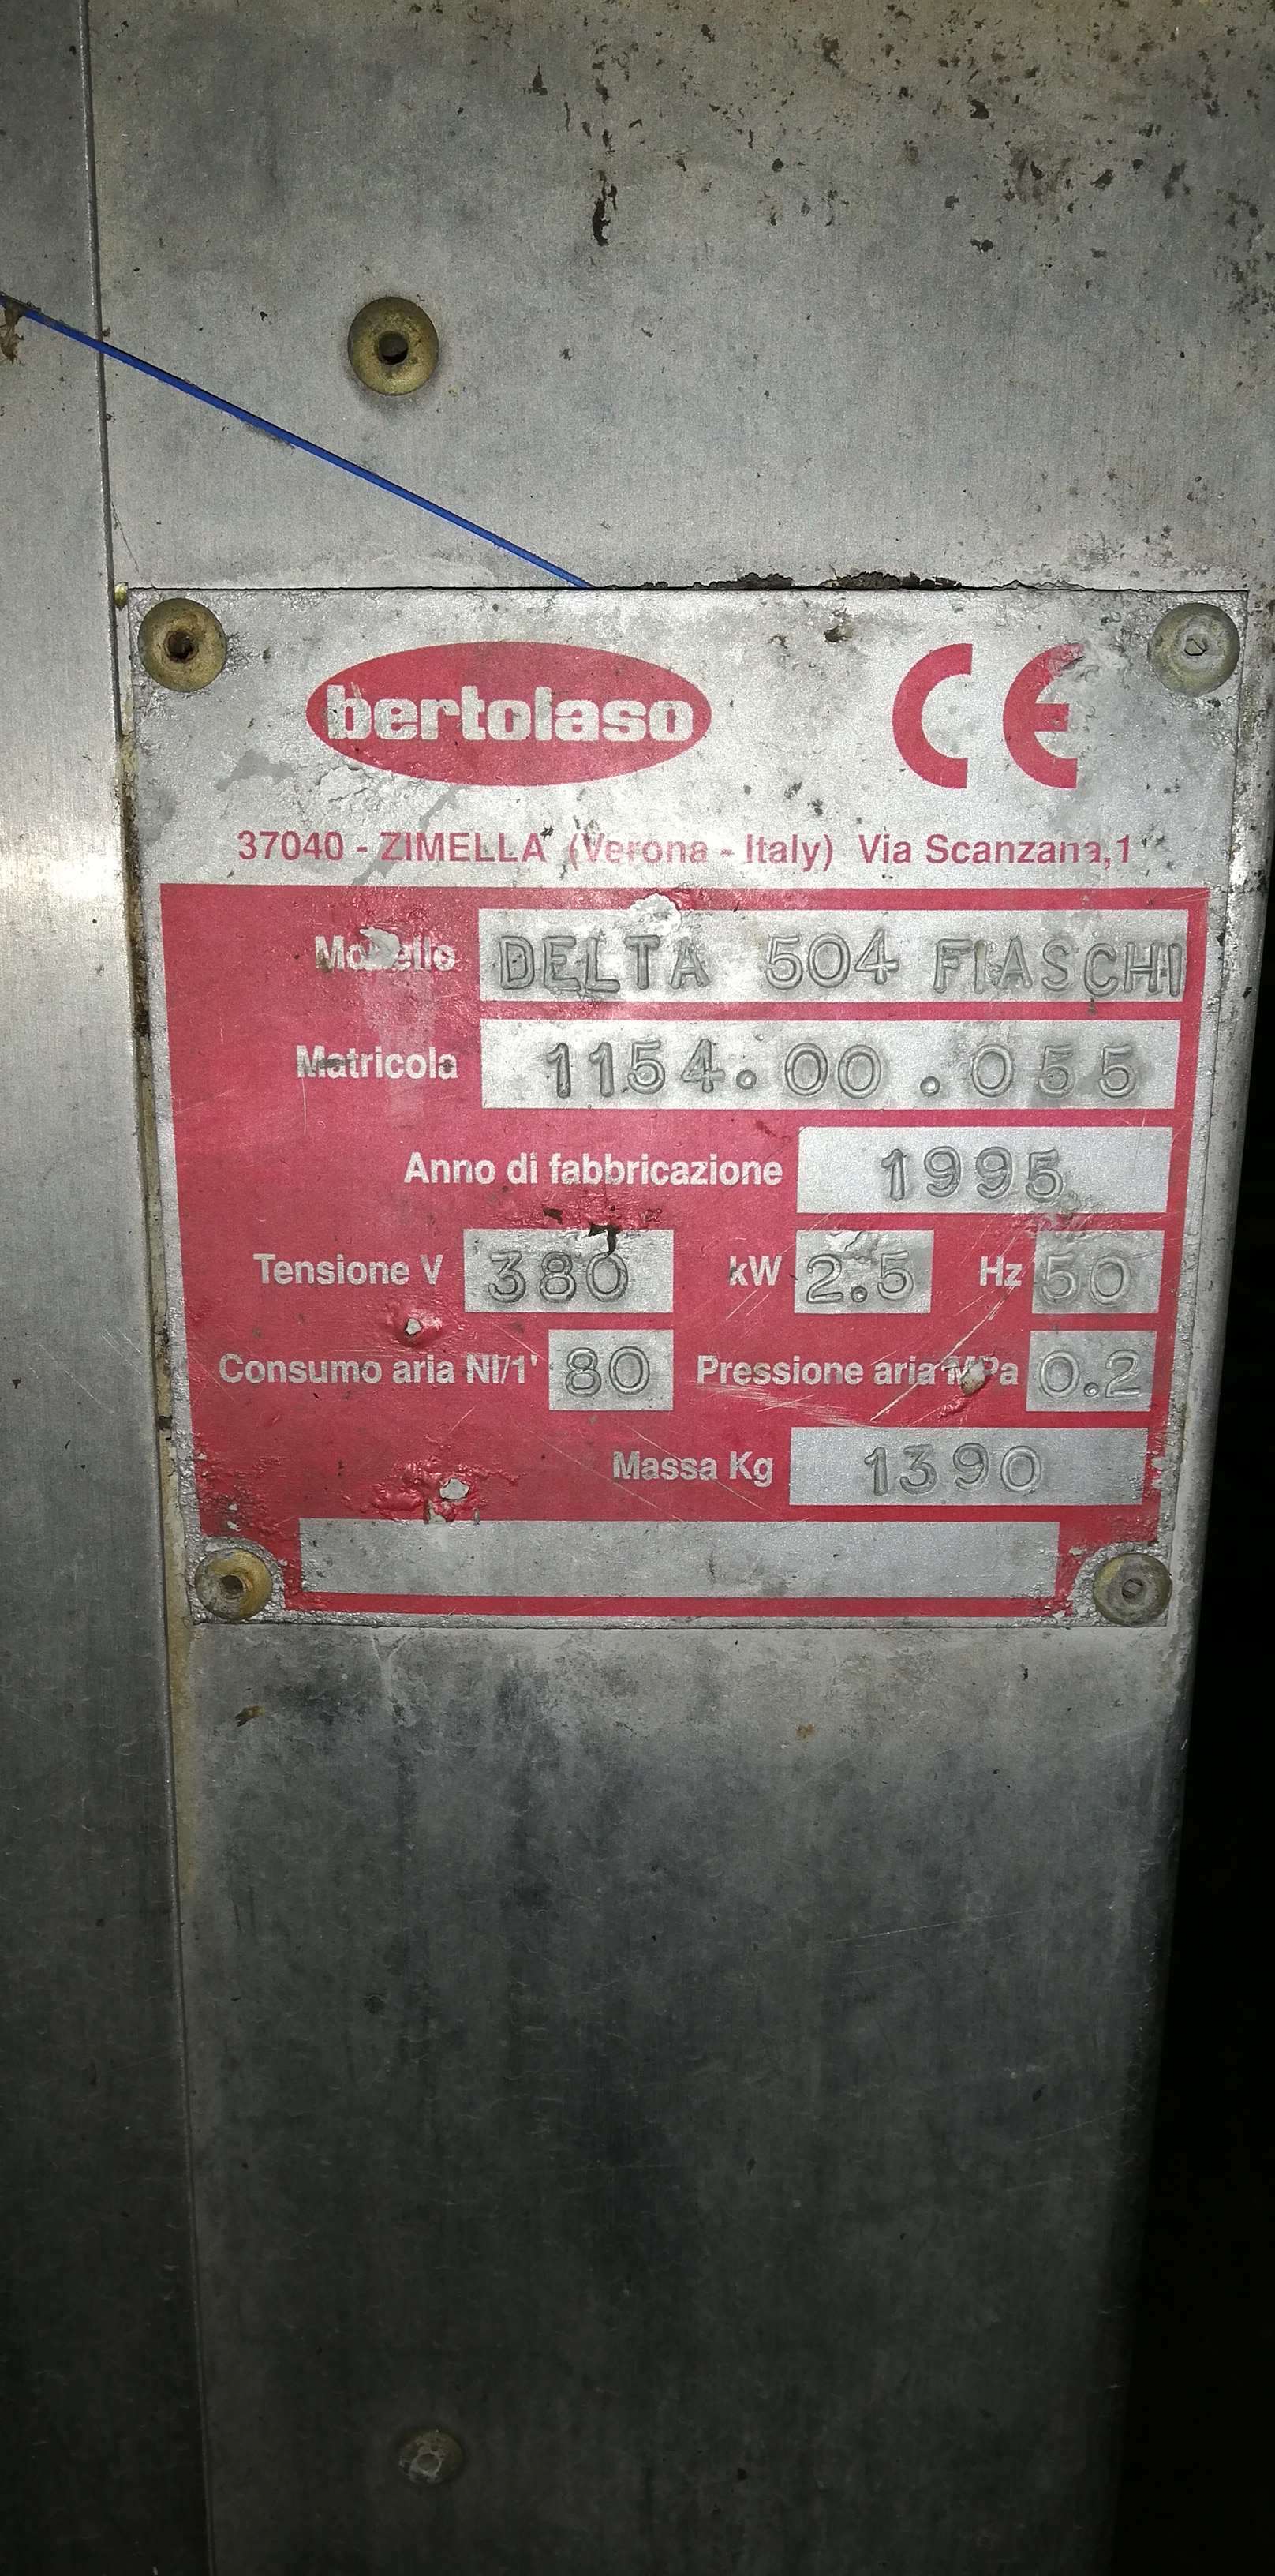 bertolaso CE
37040 - ZIMELLA (Verona - Italy) Via Scanzana,1
Modello DELTA 504 FIASCHI
Matricola 1154.00.055
Anno di fabbricazione 1995
Tensione V 380 kW 2.5 Hz 50
Consumo aria Nl/1' 80 Pressione aria MPa 0.2
Massa Kg 1390